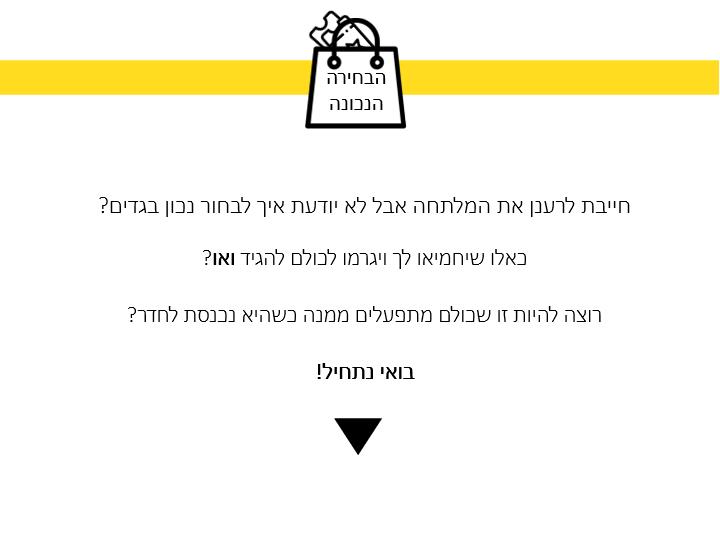 הבחירה
הנכונה
חייבת לרענן את המלתחה אבל לא יודעת איך לבחור נכון בגדים?
כאלו שיחמיאו לך ויגרמו לכולם להגיד ואו?
רוצה להיות זו שכולם מתפעלים ממנה כשהיא נכנסת לחדר?
בואי נתחיל!